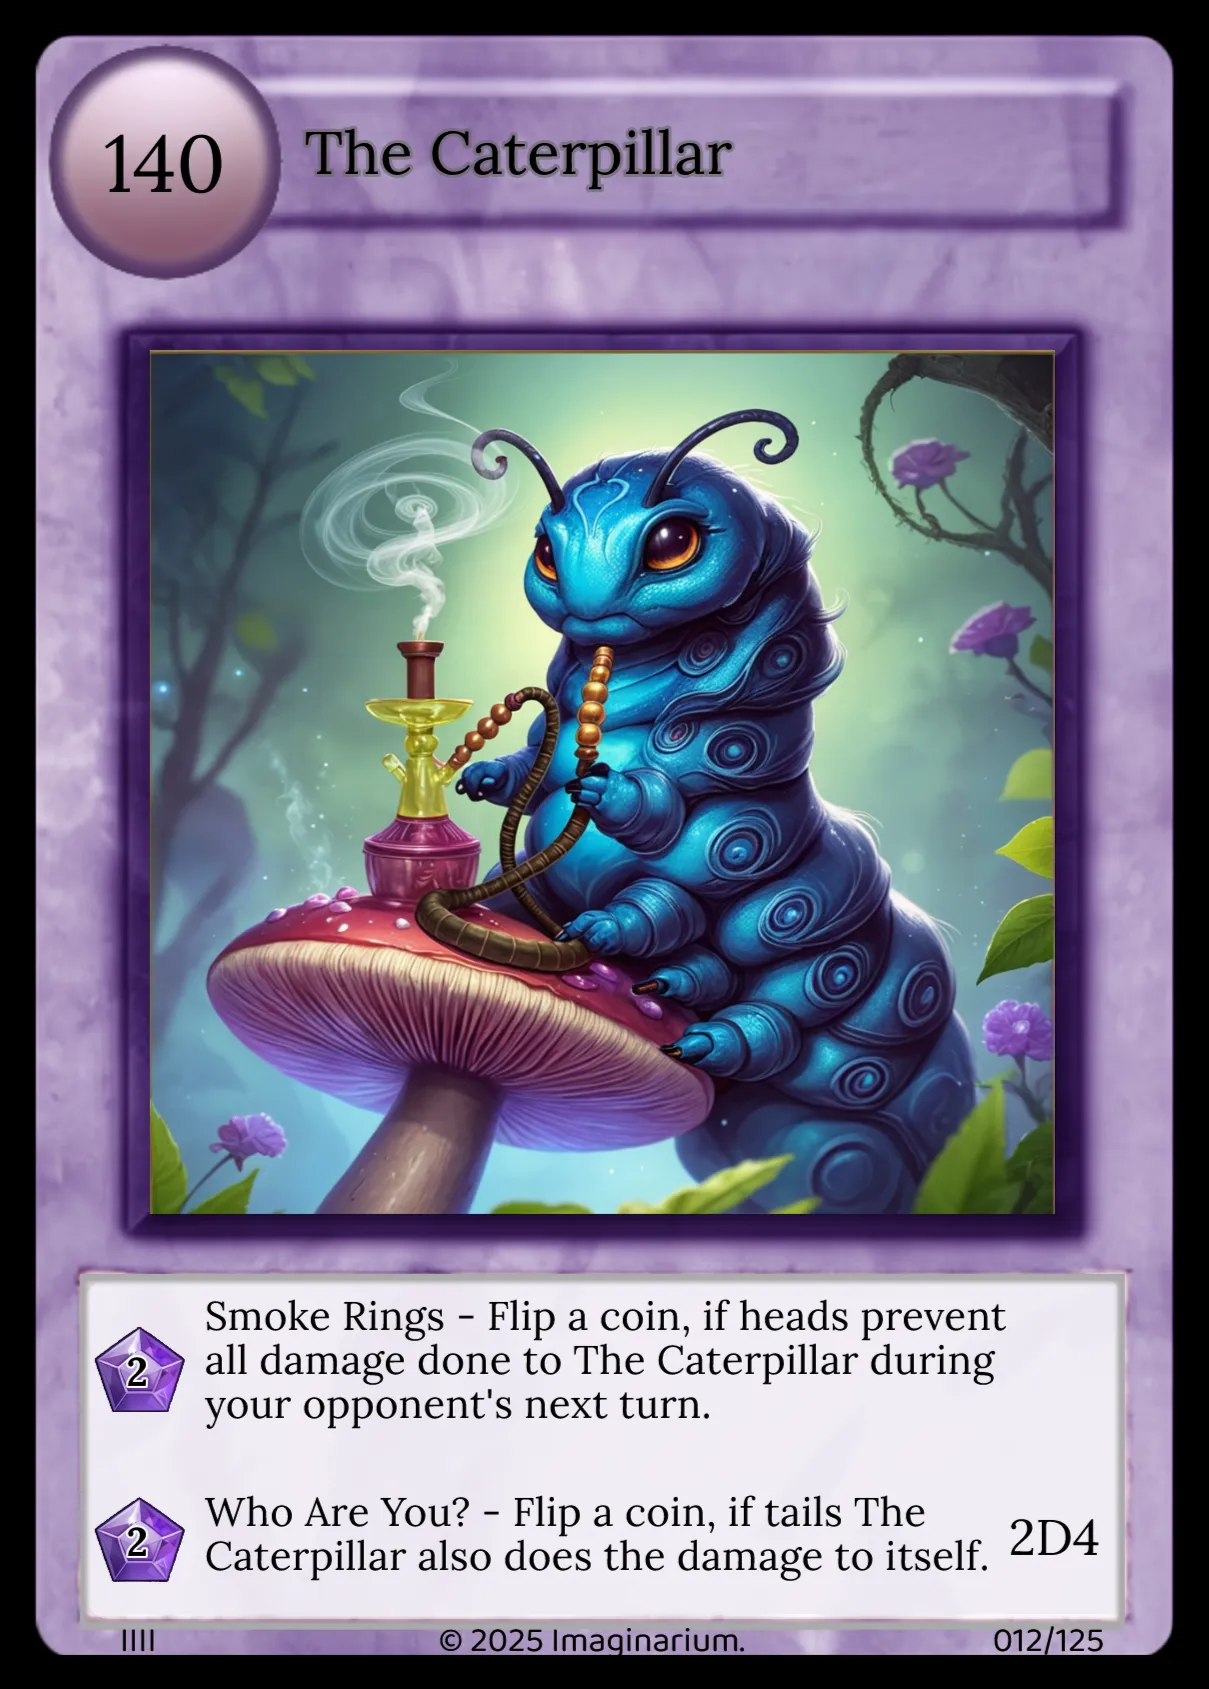 140
The Caterpillar
2
Smoke Rings - Flip a coin, if heads prevent
all damage done to The Caterpillar during
your opponent's next turn.
2
Who Are You? - Flip a coin, if tails The
Caterpillar also does the damage to itself.
2D4
IIII
© 2025 Imaginarium.
012/125